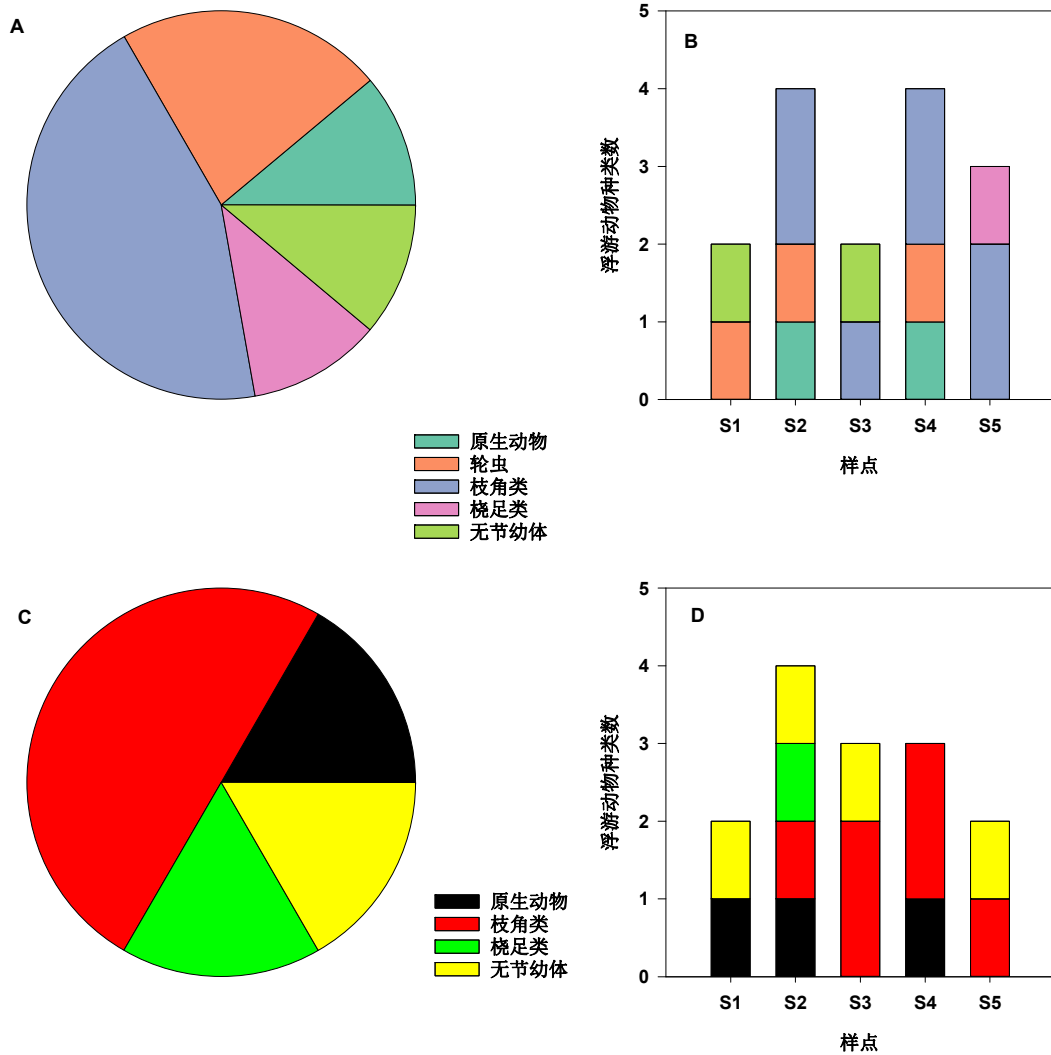 A
原生动物
轮虫
枝角类
桡足类
无节幼体
B
浮游动物种类数
5
4
3
2
1
0
S1 S2 S3 S4 S5
样点
C
原生动物
枝角类
桡足类
无节幼体
D
浮游动物种类数
5
4
3
2
1
0
S1 S2 S3 S4 S5
样点